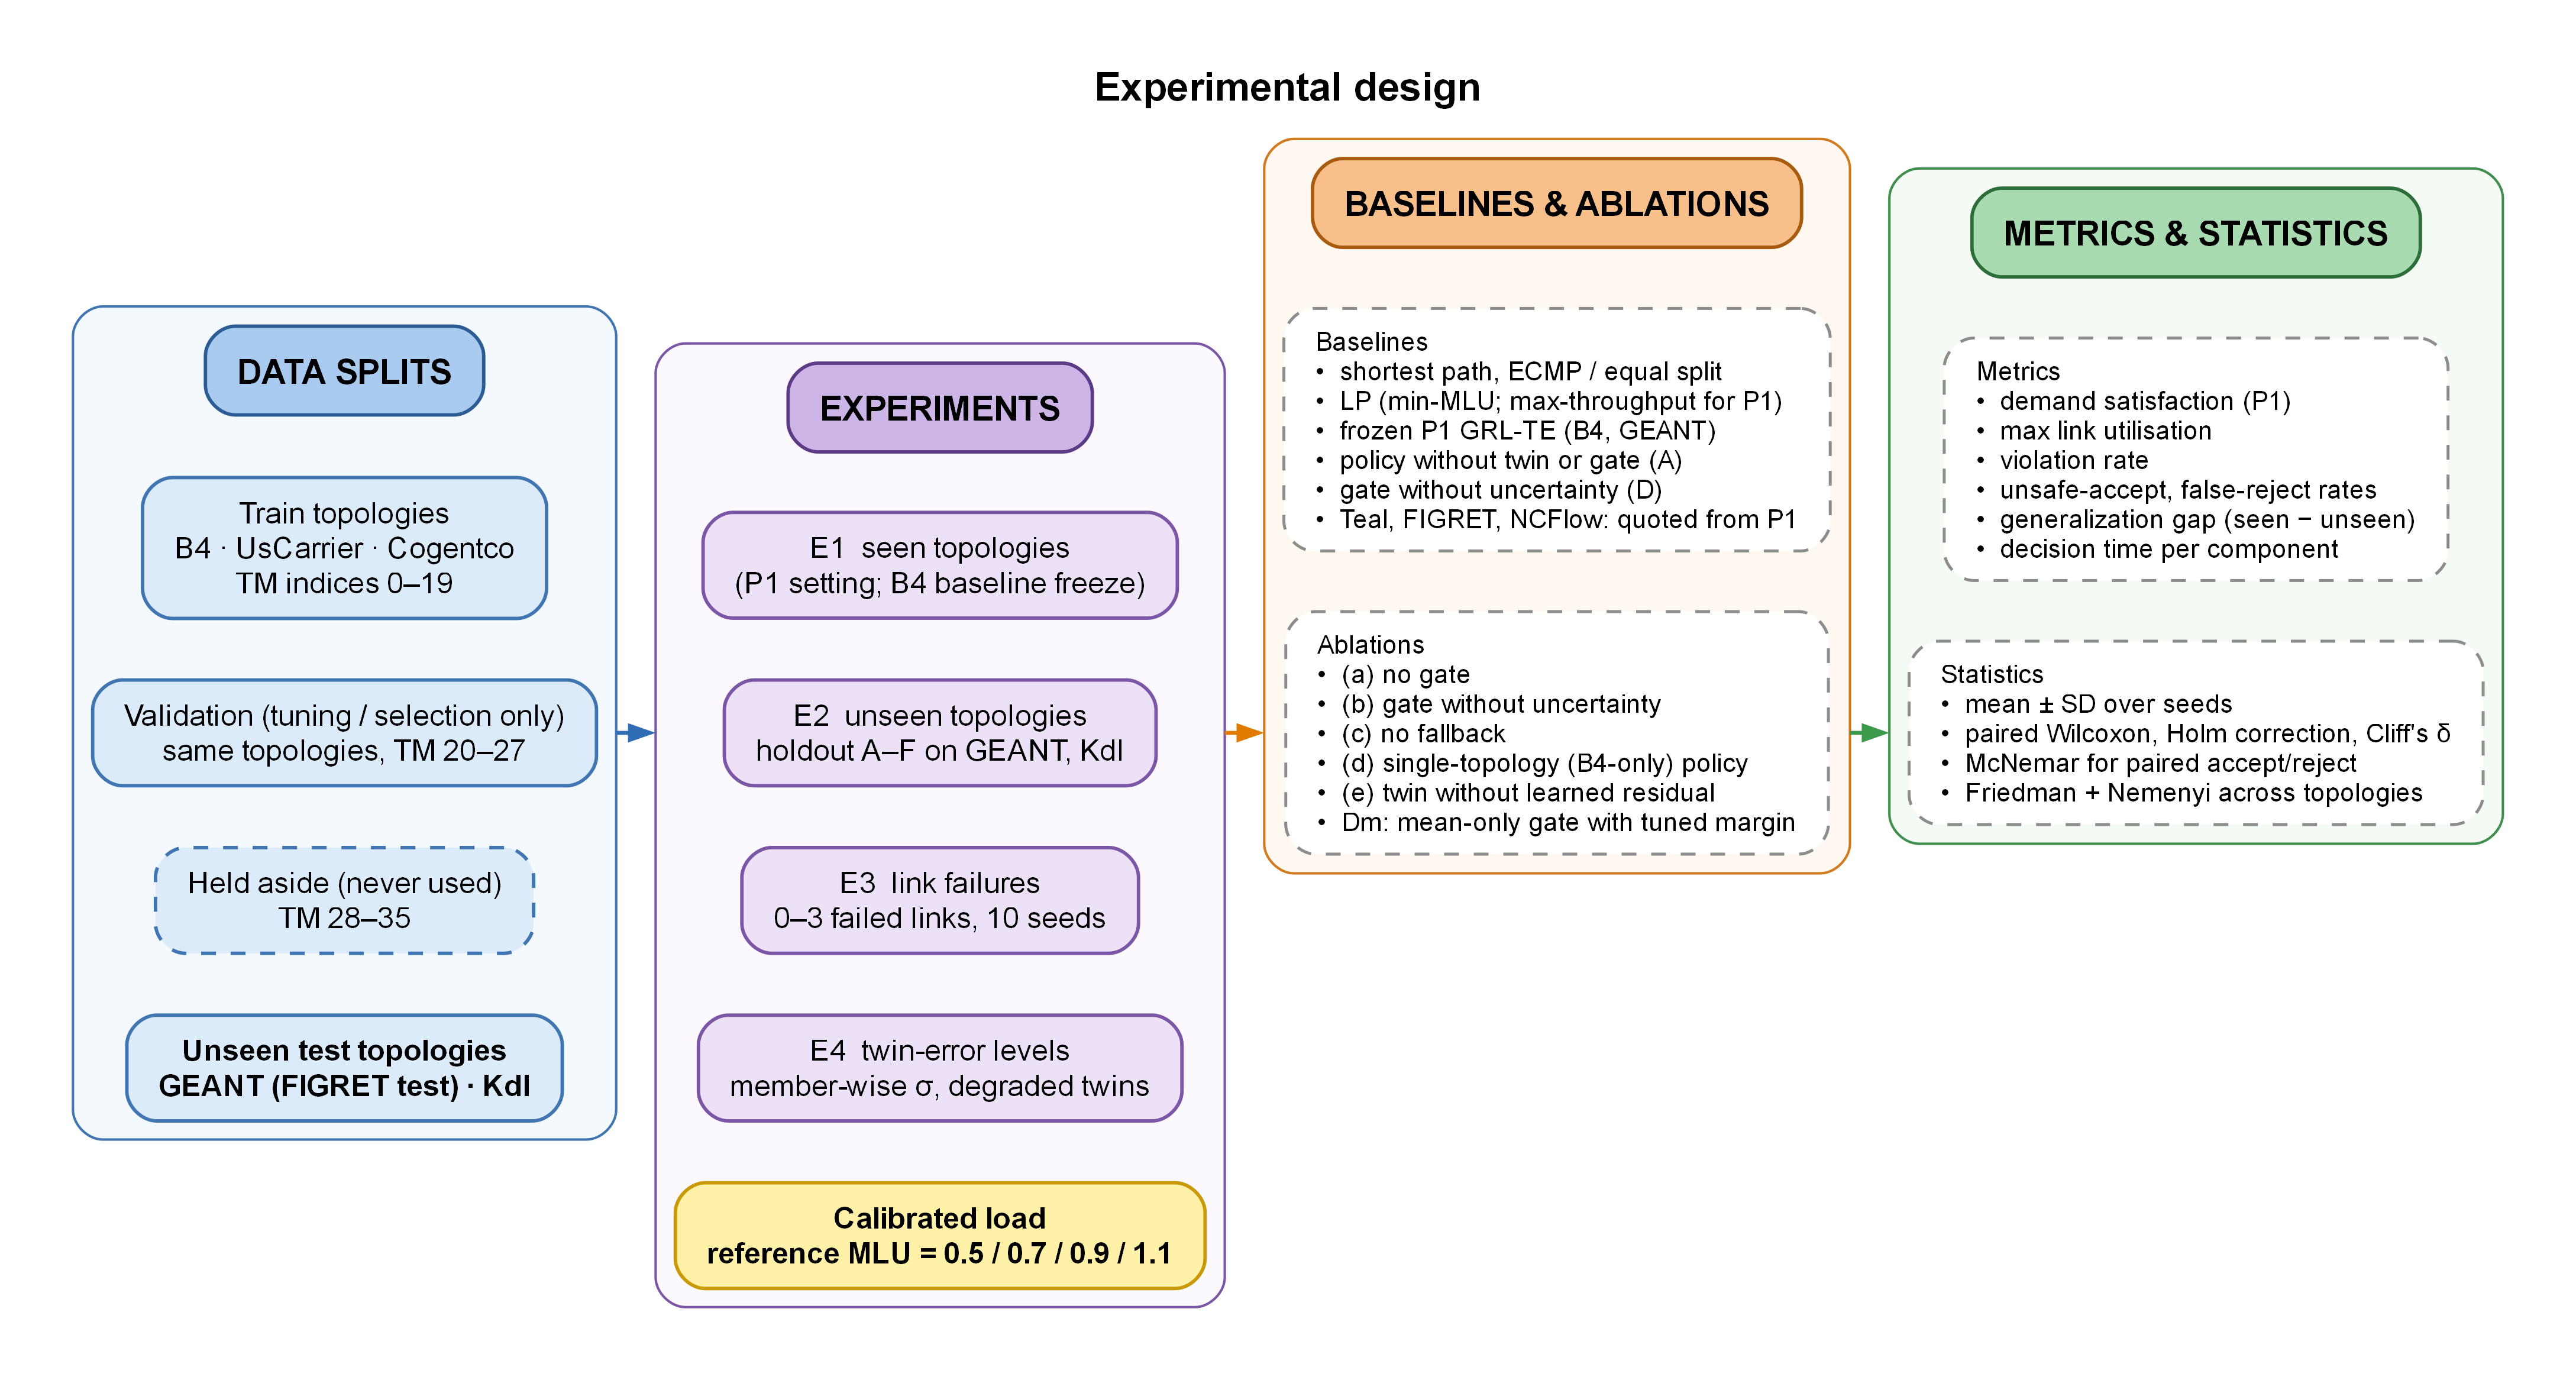 Experimental design
DATA SPLITS
Train topologies
B4 · UsCarrier · Cogentco
TM indices 0–19
Validation (tuning / selection only)
same topologies, TM 20–27
Held aside (never used)
TM 28–35
Unseen test topologies
GEANT (FIGRET test) · Kdl
EXPERIMENTS
E1  seen topologies
(P1 setting; B4 baseline freeze)
E2  unseen topologies
holdout A–F on GEANT, Kdl
E3  link failures
0–3 failed links, 10 seeds
E4  twin-error levels
member-wise σ, degraded twins
Calibrated load
reference MLU = 0.5 / 0.7 / 0.9 / 1.1
BASELINES & ABLATIONS
Baselines
• shortest path, ECMP / equal split
• LP (min-MLU; max-throughput for P1)
• frozen P1 GRL-TE (B4, GEANT)
• policy without twin or gate (A)
• gate without uncertainty (D)
• Teal, FIGRET, NCFlow: quoted from P1
Ablations
• (a) no gate
• (b) gate without uncertainty
• (c) no fallback
• (d) single-topology (B4-only) policy
• (e) twin without learned residual
• Dm: mean-only gate with tuned margin
METRICS & STATISTICS
Metrics
• demand satisfaction (P1)
• max link utilisation
• violation rate
• unsafe-accept, false-reject rates
• generalization gap (seen − unseen)
• decision time per component
Statistics
• mean ± SD over seeds
• paired Wilcoxon, Holm correction, Cliff's δ
• McNemar for paired accept/reject
• Friedman + Nemenyi across topologies